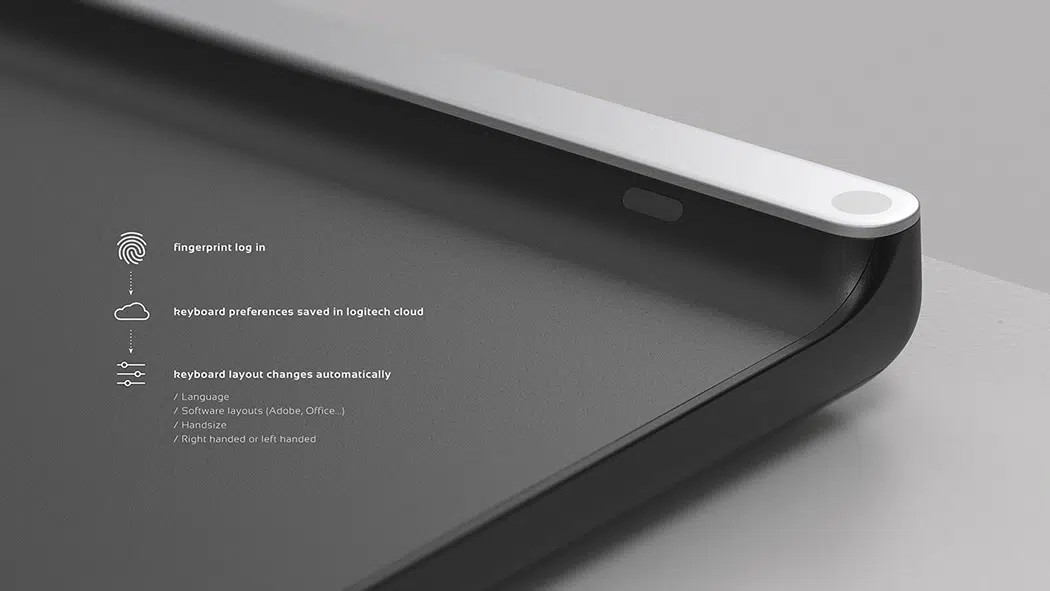 fingerprint log in
keyboard preferences saved in logitech cloud
keyboard layout changes automatically
/ Language
/ Software layouts (Adobe, Office...)
/ Handsize
/ Right handed or left handed